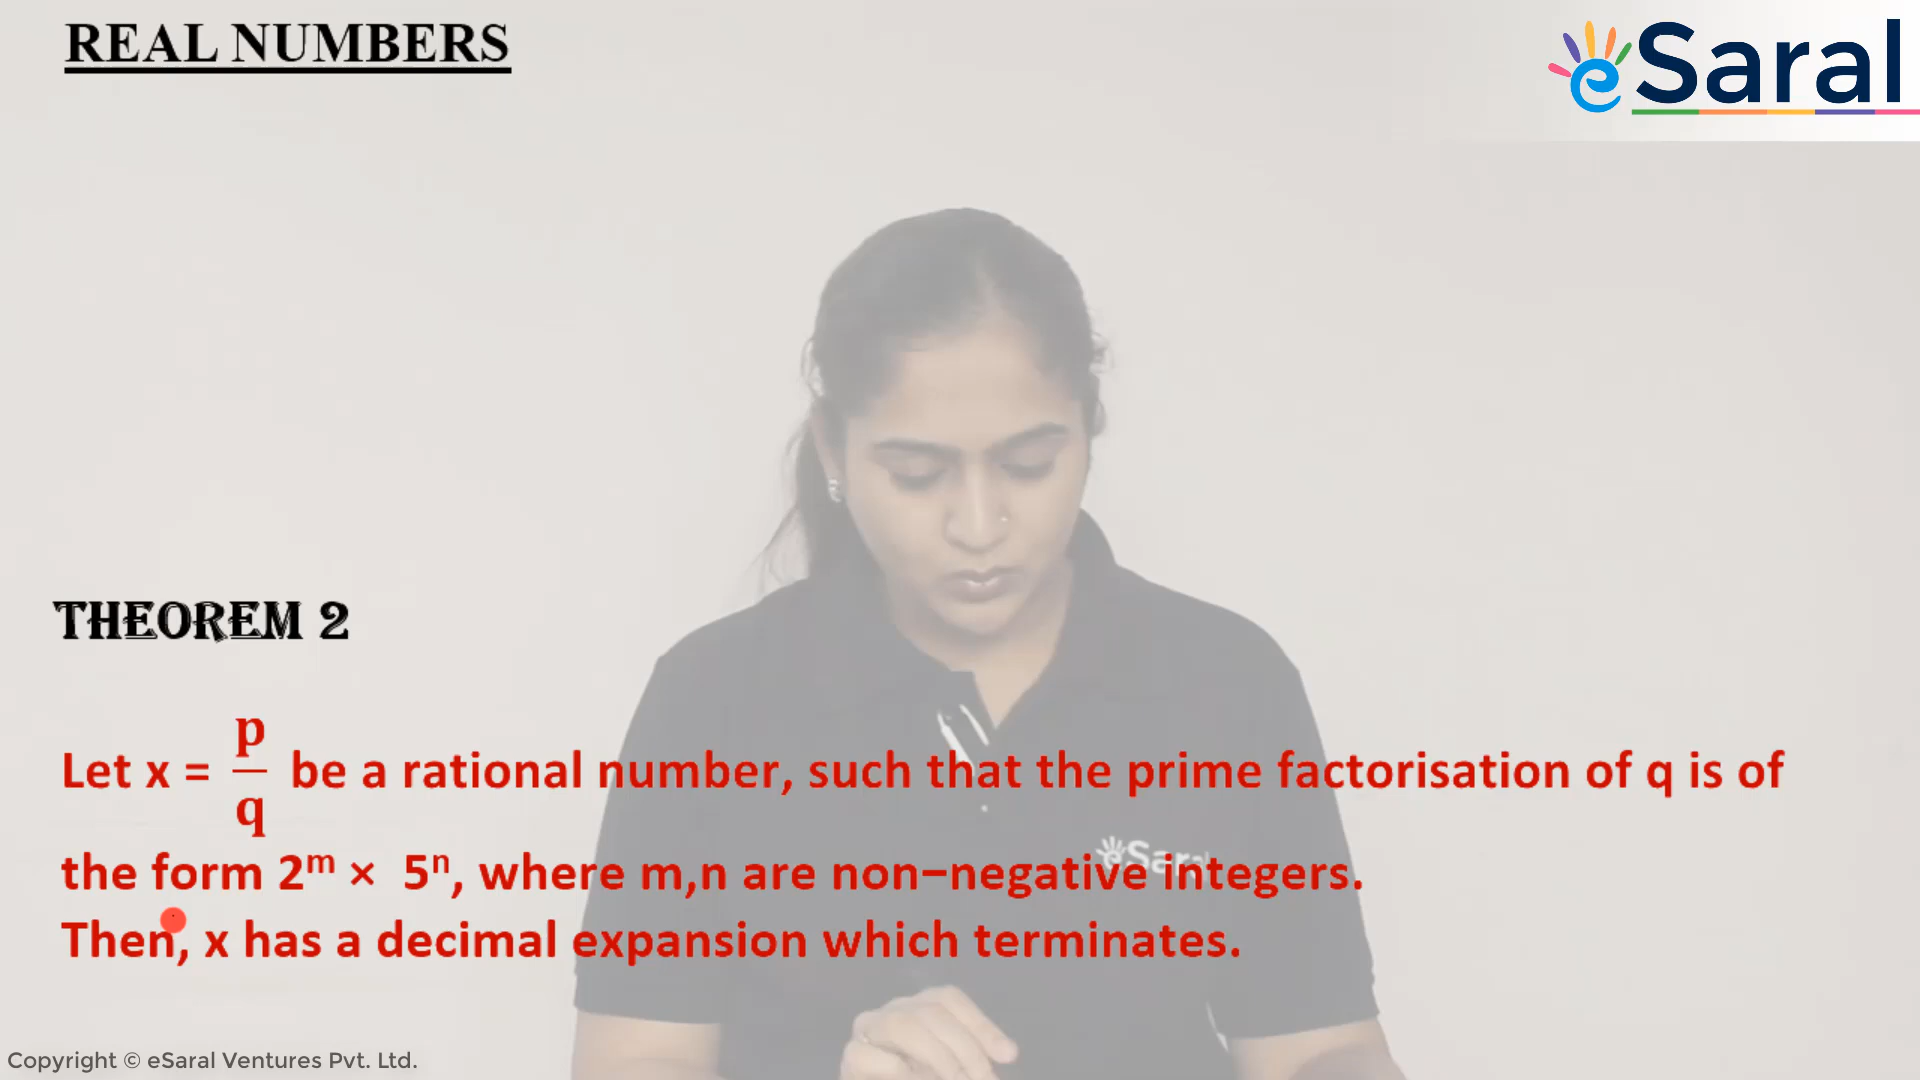 REAL NUMBERS
eSaral
THEOREM 2
Let x = p/q be a rational number, such that the prime factorisation of q is of
the form 2ᵐ × 5ⁿ, where m,n are non−negative integers.
eSaral
Then, x has a decimal expansion which terminates.
Copyright © eSaral Ventures Pvt. Ltd.